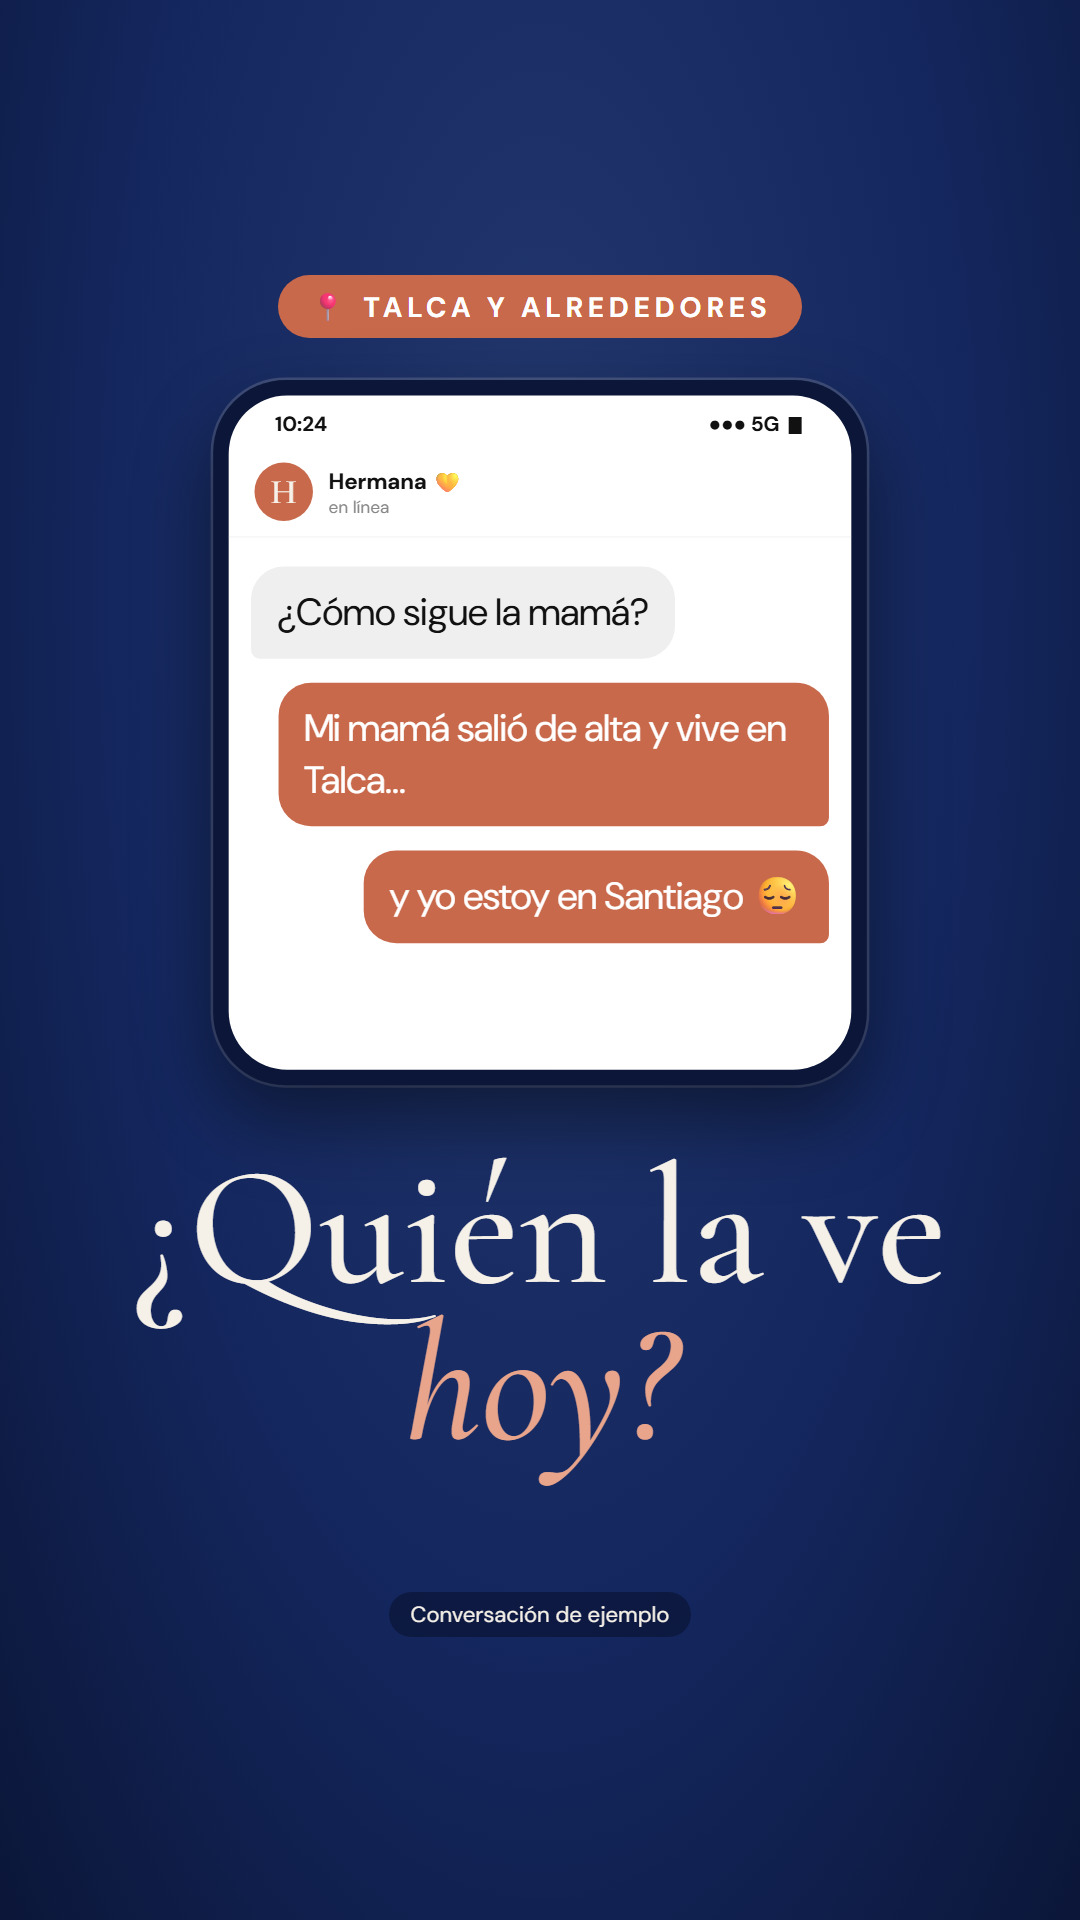 📍 TALCA Y ALREDEDORES
10:24 ●●● 5G
H
Hermana 💛
en línea
¿Cómo sigue la mamá?
Mi mamá salió de alta y vive en
Talca...
y yo estoy en Santiago 😔
¿Quién la ve
hoy?
Conversación de ejemplo